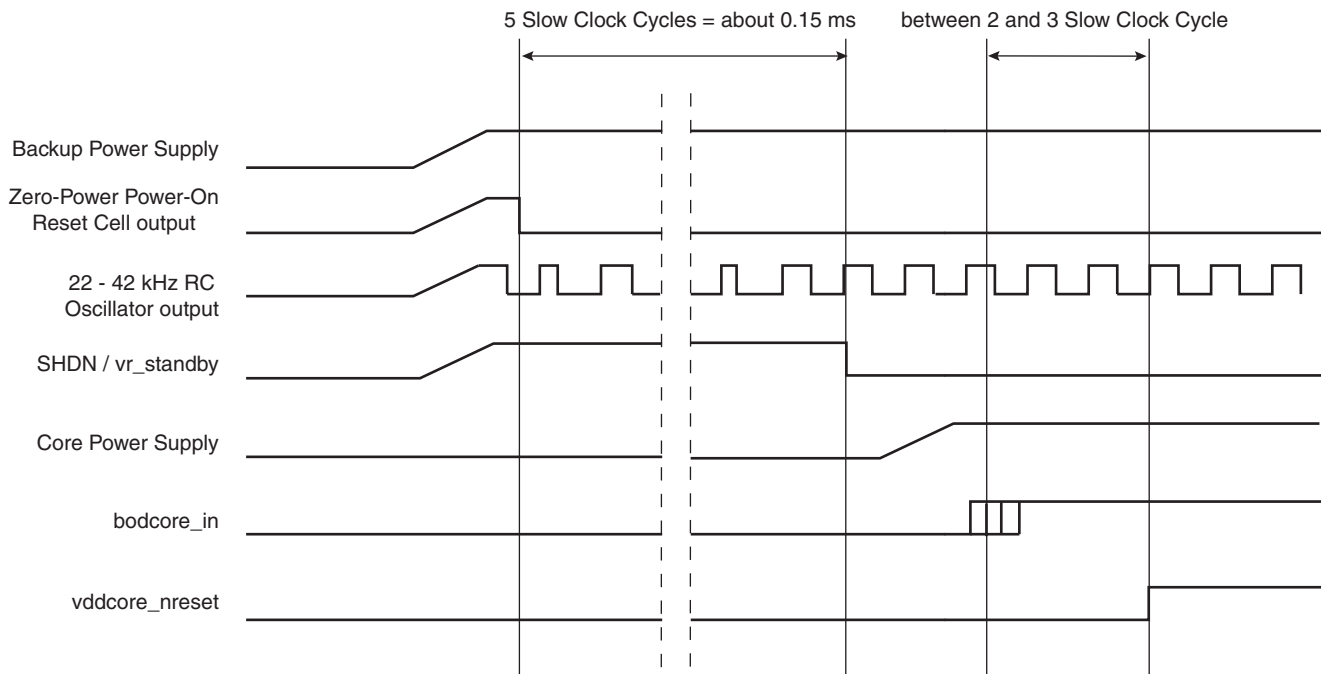 5 Slow Clock Cycles = about 0.15 ms
between 2 and 3 Slow Clock Cycle
Backup Power Supply
Zero-Power Power-On
Reset Cell output
22 - 42 kHz RC
Oscillator output
SHDN / vr_standby
Core Power Supply
bodcore_in
vddcore_nreset